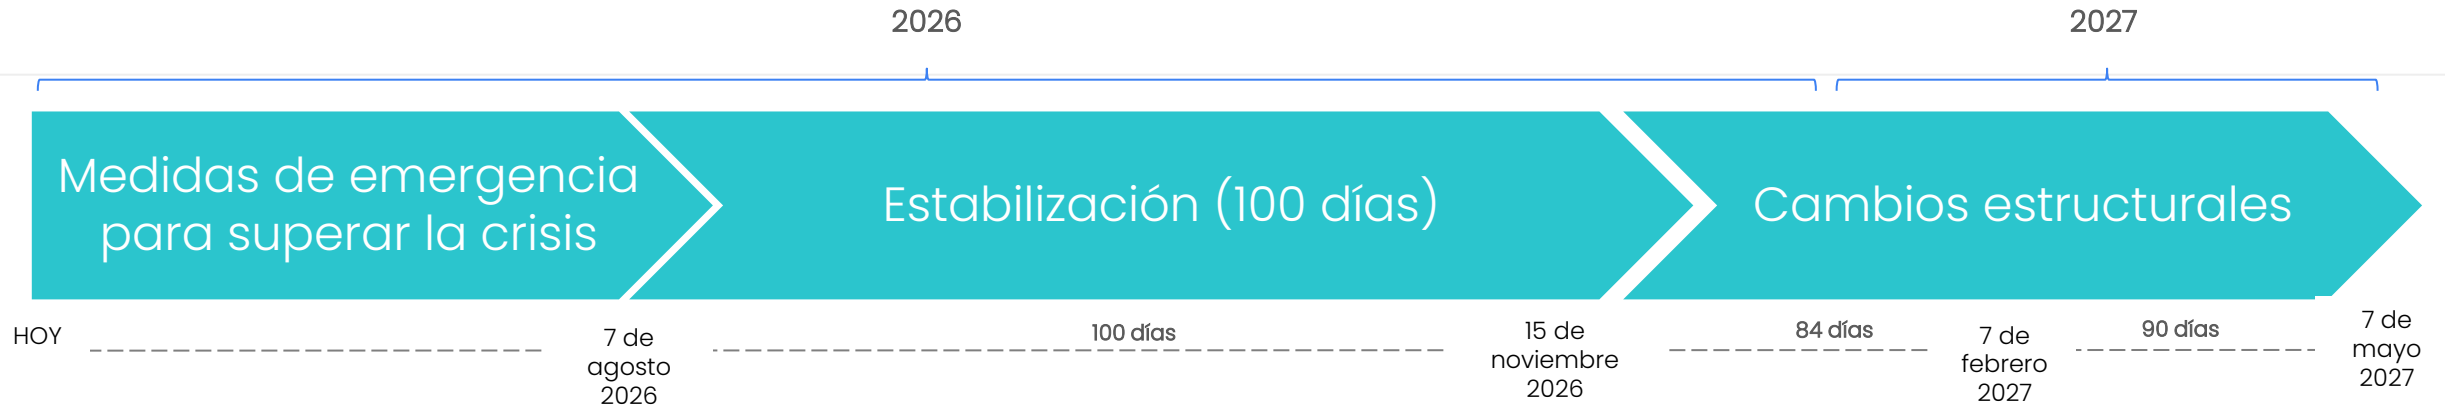 2026
2027
Medidas de emergencia
para superar la crisis
Estabilización (100 días)
Cambios estructurales
HOY
7 de
agosto
2026
100 días
15 de
noviembre
2026
84 días
7 de
febrero
2027
90 días
7 de
mayo
2027